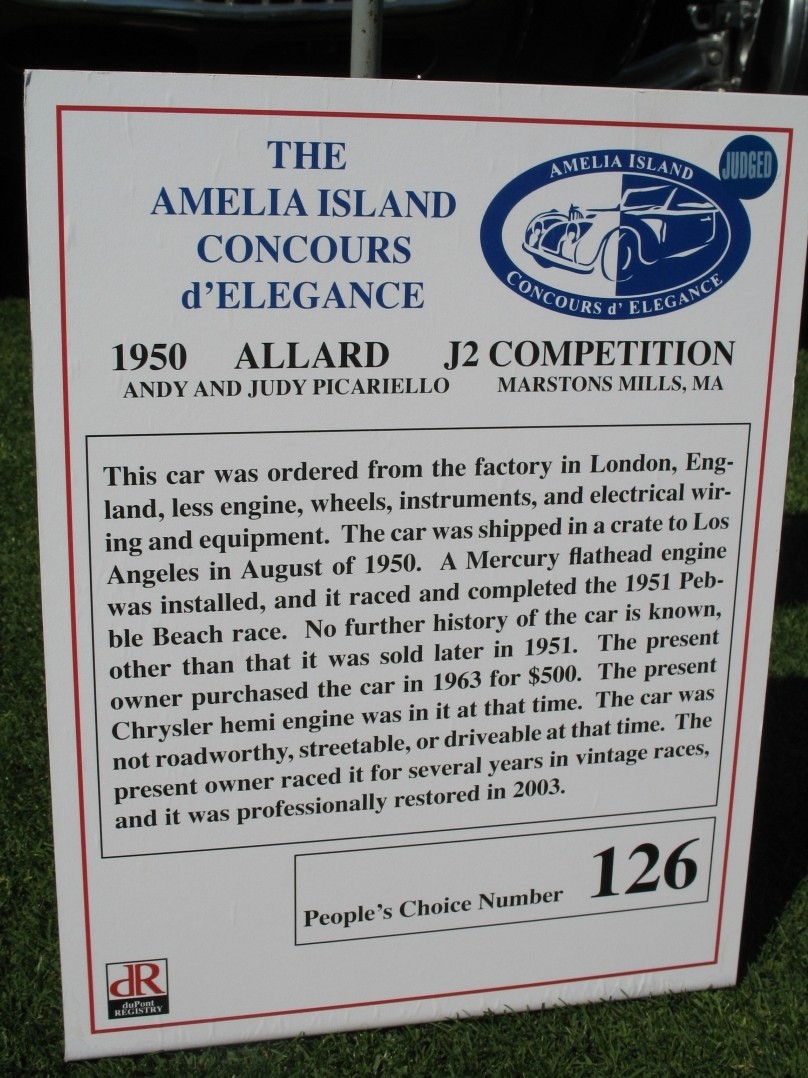 THE
AMELIA ISLAND
CONCOURS
d'ELEGANCE
AMELIA ISLAND
CONCOURS d' ELEGANCE
JUDGED
1950 ALLARD J2 COMPETITION
ANDY AND JUDY PICARIELLO MARSTONS MILLS, MA
This car was ordered from the factory in London, Eng-
land, less engine, wheels, instruments, and electrical wir-
ing and equipment. The car was shipped in a crate to Los
Angeles in August of 1950. A Mercury flathead engine
was installed, and it raced and completed the 1951 Peb-
ble Beach race. No further history of the car is known,
other than that it was sold later in 1951. The present
owner purchased the car in 1963 for $500. The present
Chrysler hemi engine was in it at that time. The car was
not roadworthy, streetable, or driveable at that time. The
present owner raced it for several years in vintage races,
and it was professionally restored in 2003.
People's Choice Number 126
dR
duPont
REGISTRY